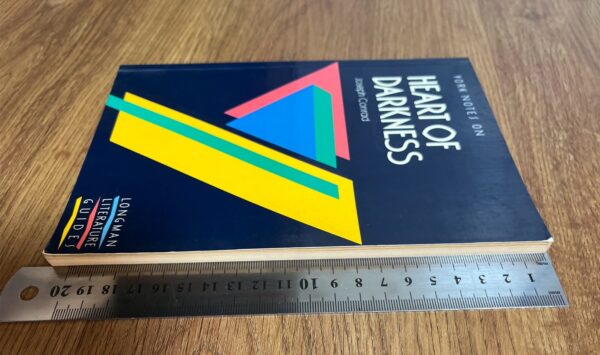 YORK NOTES ON
HEART OF
DARKNESS
Joseph Conrad
LONGMAN
LITERATURE
GUIDES
20 19 18 17 16 15 14 13 12 11 10 9 8 7 6 5 4 3 2 1